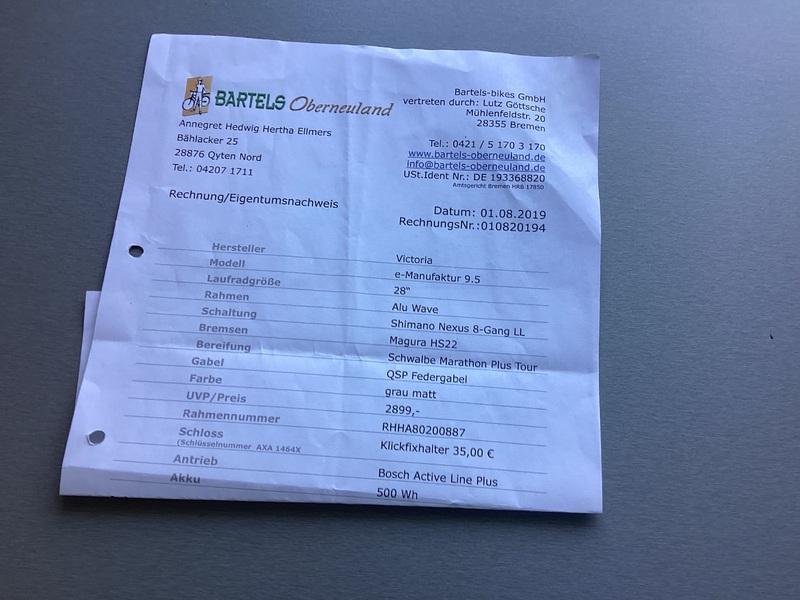 BARTELS Oberneuland
Annegret Hedwig Hertha Ellmers
Bählacker 25
28876 Qyten Nord
Tel.: 04207 1711
Bartels-bikes GmbH
vertreten durch: Lutz Göttsche
Mühlenfeldstr. 20
28355 Bremen
Tel.: 0421 / 5 170 3 170
www.bartels-oberneuland.de
info@bartels-oberneuland.de
USt.Ident Nr.: DE 193368820
Amtsgericht Bremen HRB 17850
Rechnung/Eigentumsnachweis
Datum: 01.08.2019
RechnungsNr.:010820194
Hersteller Victoria
Modell e-Manufaktur 9.5
Laufradgröße 28"
Rahmen Alu Wave
Schaltung Shimano Nexus 8-Gang LL
Bremsen Magura HS22
Bereifung Schwalbe Marathon Plus Tour
Gabel QSP Federgabel
Farbe grau matt
UVP/Preis 2899,-
Rahmennummer RHHA80200887
Schloss Klickfixhalter 35,00 €
(Schlüsselnummer AXA 1464X
Antrieb Bosch Active Line Plus
Akku 500 Wh